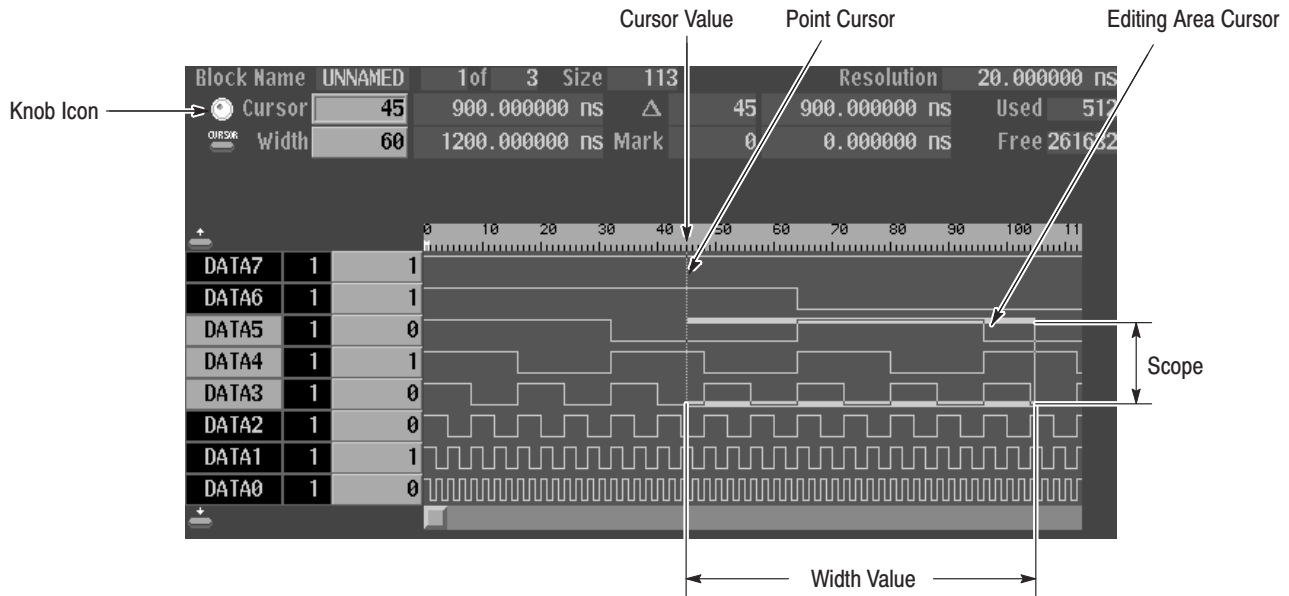 Cursor Value Point Cursor Editing Area Cursor
Block Name UNNAMED 1of 3 Size 113 Resolution 20.000000 ns
Knob Icon
Cursor 45 900.000000 ns Δ 45 900.000000 ns Used 512
CURSOR Width 60 1200.000000 ns Mark 0 0.000000 ns Free 261632
0 10 20 30 40 50 60 70 80 90 100 11
DATA7 1 1
DATA6 1 1
DATA5 1 0
DATA4 1 1
Scope
DATA3 1 0
DATA2 1 0
DATA1 1 1
DATA0 1 0
Width Value